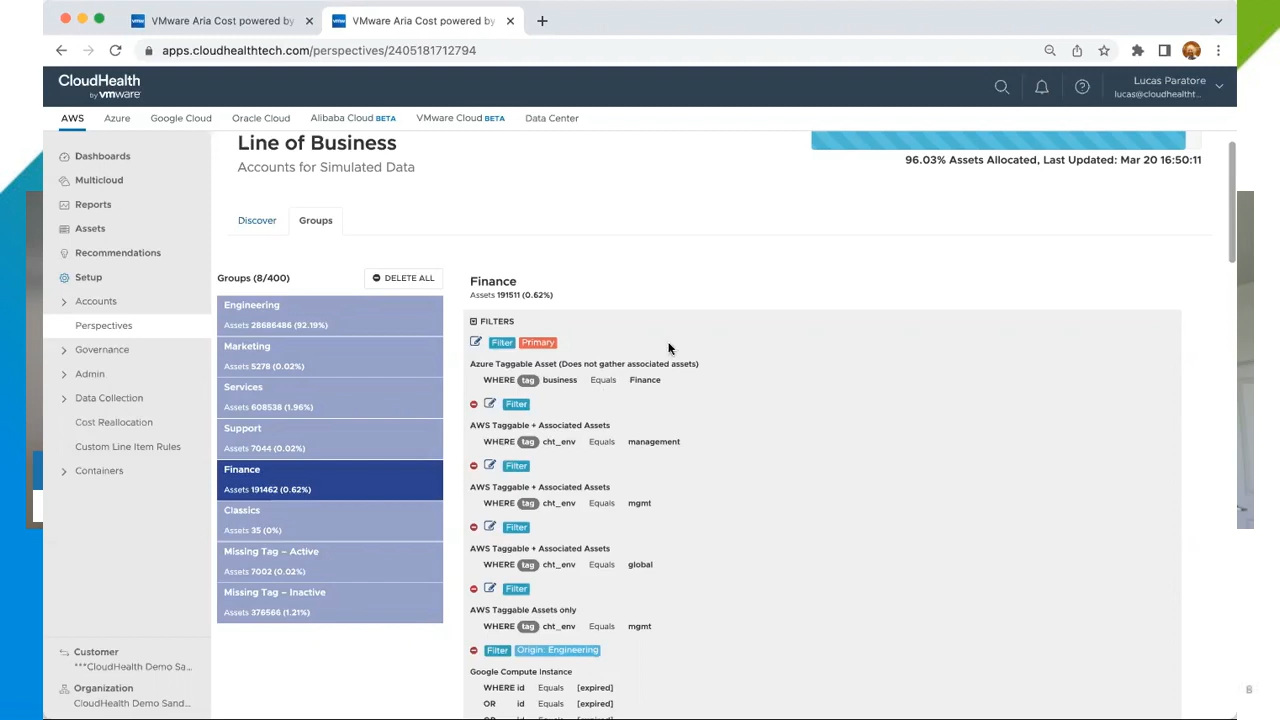 VMware Aria Cost powered by
VMware Aria Cost powered by
apps.cloudhealthtech.com/perspectives/2405181712794
CloudHealth
by vmware
Lucas Paratore
lucas@cloudhealtht...
AWS
Azure
Google Cloud
Oracle Cloud
Alibaba Cloud BETA
VMware Cloud BETA
Data Center
Line of Business
Accounts for Simulated Data
96.03% Assets Allocated, Last Updated: Mar 20 16:50:11
Dashboards
Multicloud
Reports
Assets
Recommendations
Setup
Accounts
Perspectives
Governance
Admin
Data Collection
Cost Reallocation
Custom Line Item Rules
Containers
Customer
***CloudHealth Demo Sa...
Organization
CloudHealth Demo Sand...
Discover
Groups
Groups (8/400)
DELETE ALL
Engineering
Assets 28686486 (92.19%)
Marketing
Assets 5278 (0.02%)
Services
Assets 608538 (1.96%)
Support
Assets 7044 (0.02%)
Finance
Assets 191462 (0.62%)
Classics
Assets 35 (0%)
Missing Tag – Active
Assets 7002 (0.02%)
Missing Tag – Inactive
Assets 376566 (1.21%)
Finance
Assets 191511 (0.62%)
FILTERS
Filter Primary
Azure Taggable Asset (Does not gather associated assets)
WHERE tag business Equals Finance
Filter
AWS Taggable + Associated Assets
WHERE tag cht_env Equals management
Filter
AWS Taggable + Associated Assets
WHERE tag cht_env Equals mgmt
Filter
AWS Taggable + Associated Assets
WHERE tag cht_env Equals global
Filter
AWS Taggable Assets only
WHERE tag cht_env Equals mgmt
Filter Origin: Engineering
Google Compute Instance
WHERE id Equals [expired]
OR id Equals [expired]